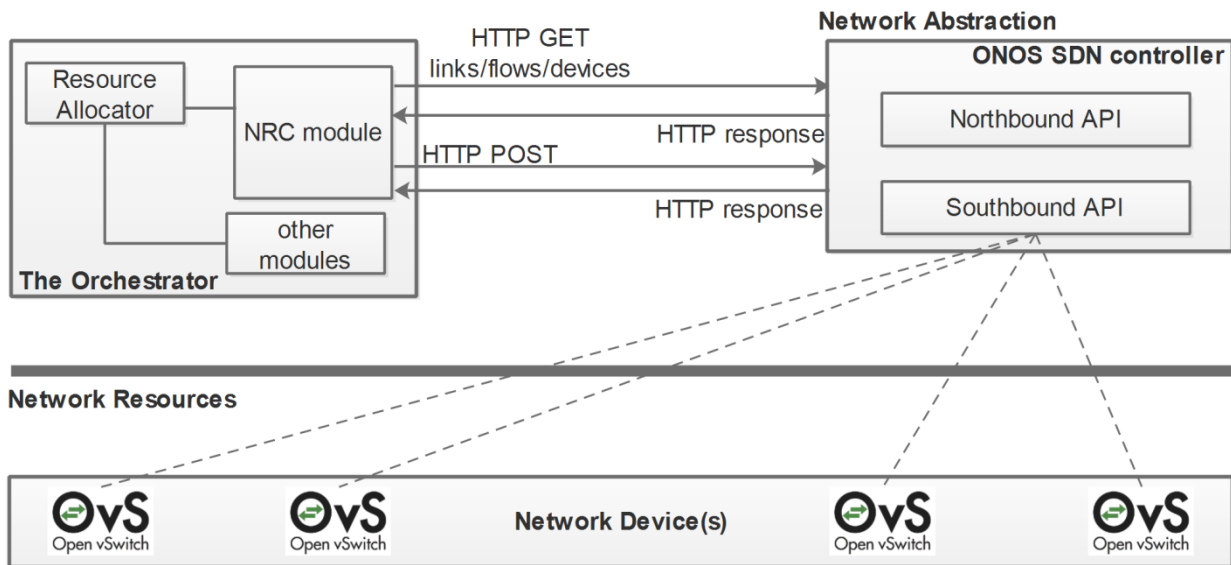 Network Abstraction
HTTP GET
links/flows/devices
ONOS SDN controller
Resource
Allocator
NRC module
Northbound API
HTTP response
HTTP POST
Southbound API
HTTP response
other
modules
The Orchestrator
Network Resources
OvS
Open vSwitch
OvS
Open vSwitch
Network Device(s)
OvS
Open vSwitch
OvS
Open vSwitch